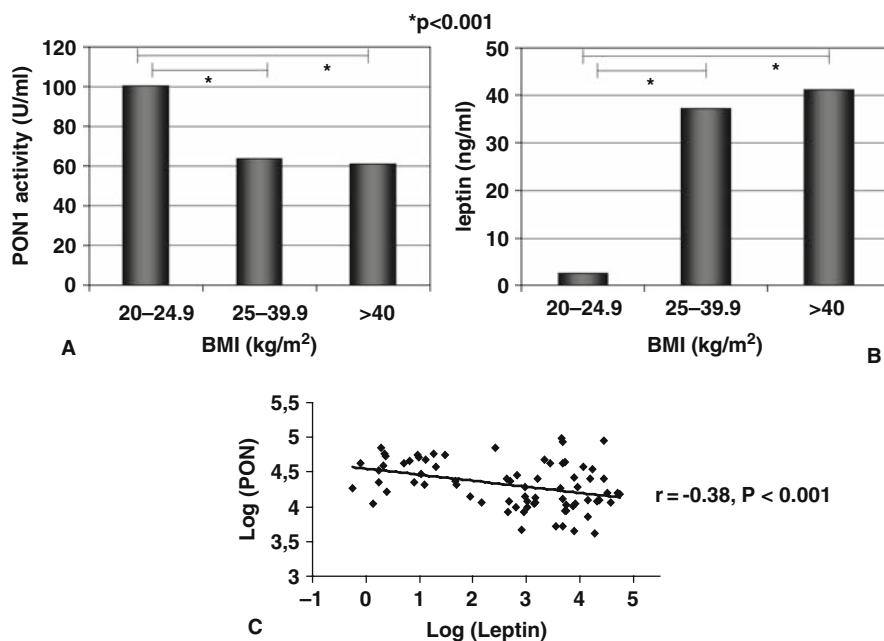 *p<0.001
120
100
80
60
40
20
0
PON1 activity (U/ml)
*
*
20–24.9 25–39.9 >40
BMI (kg/m²)
A
50
40
30
20
10
0
leptin (ng/ml)
*
*
20–24.9 25–39.9 >40
BMI (kg/m²)
B
5,5
5
4,5
4
3,5
3
Log (PON)
r = -0.38, P < 0.001
–1 0 1 2 3 4 5
Log (Leptin)
C